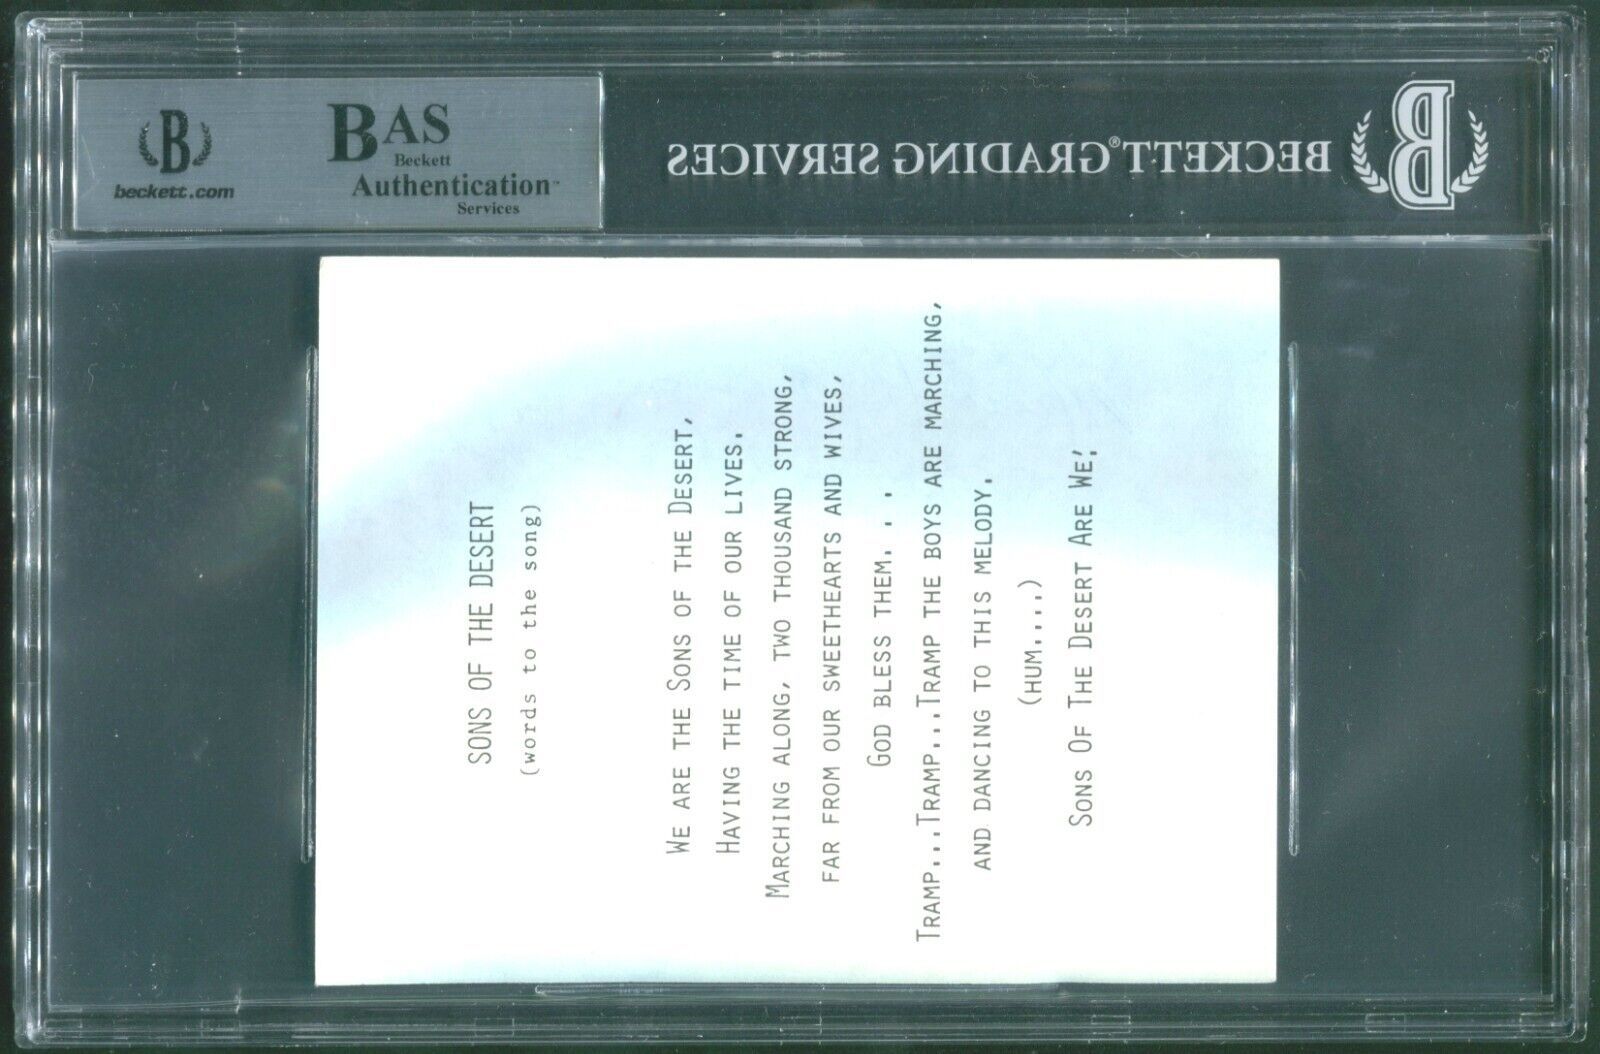 B
beckett.com
BAS
Beckett
Authentication™
Services
BECKETT® GRADING SERVICES
B
SONS OF THE DESERT
(words to the song)
WE ARE THE SONS OF THE DESERT,
HAVING THE TIME OF OUR LIVES.
MARCHING ALONG, TWO THOUSAND STRONG,
FAR FROM OUR SWEETHEARTS AND WIVES,
GOD BLESS THEM. . .
TRAMP...TRAMP...TRAMP THE BOYS ARE MARCHING,
AND DANCING TO THIS MELODY.
(HUM....)
SONS OF THE DESERT ARE WE!